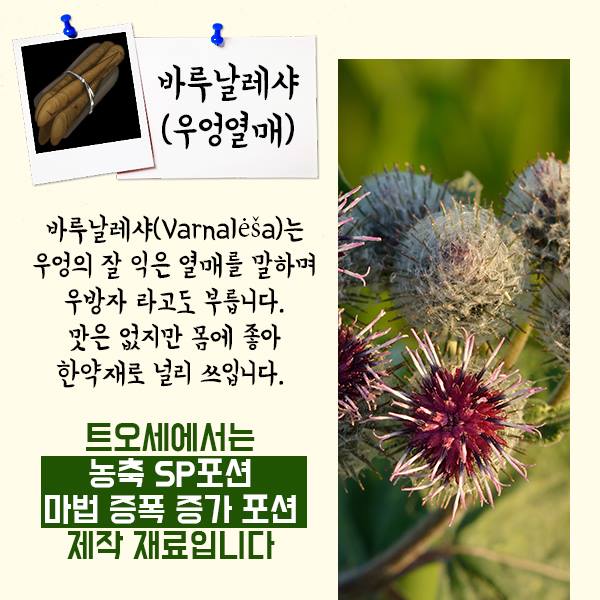 바루날레샤
(우엉열매)
바루날레샤(Varnalėša)는
우엉의 잘 익은 열매를 말하며
우방자 라고도 부릅니다.
맛은 없지만 몸에 좋아
한약재로 널리 쓰입니다.
트오세에서는
농축 SP포션
마법 증폭 증가 포션
제작 재료입니다